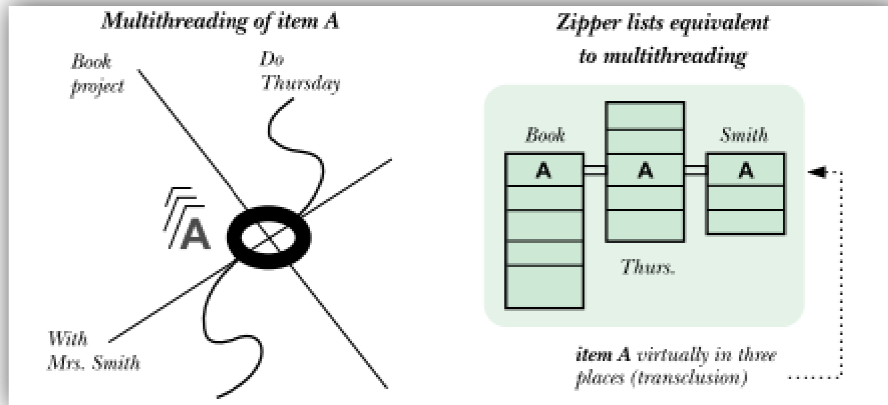 Multithreading of item A
Book
project
Do
Thursday
A
With
Mrs. Smith
Zipper lists equivalent
to multithreading
Book
Smith
A
A
A
Thurs.
item A virtually in three
places (transclusion)